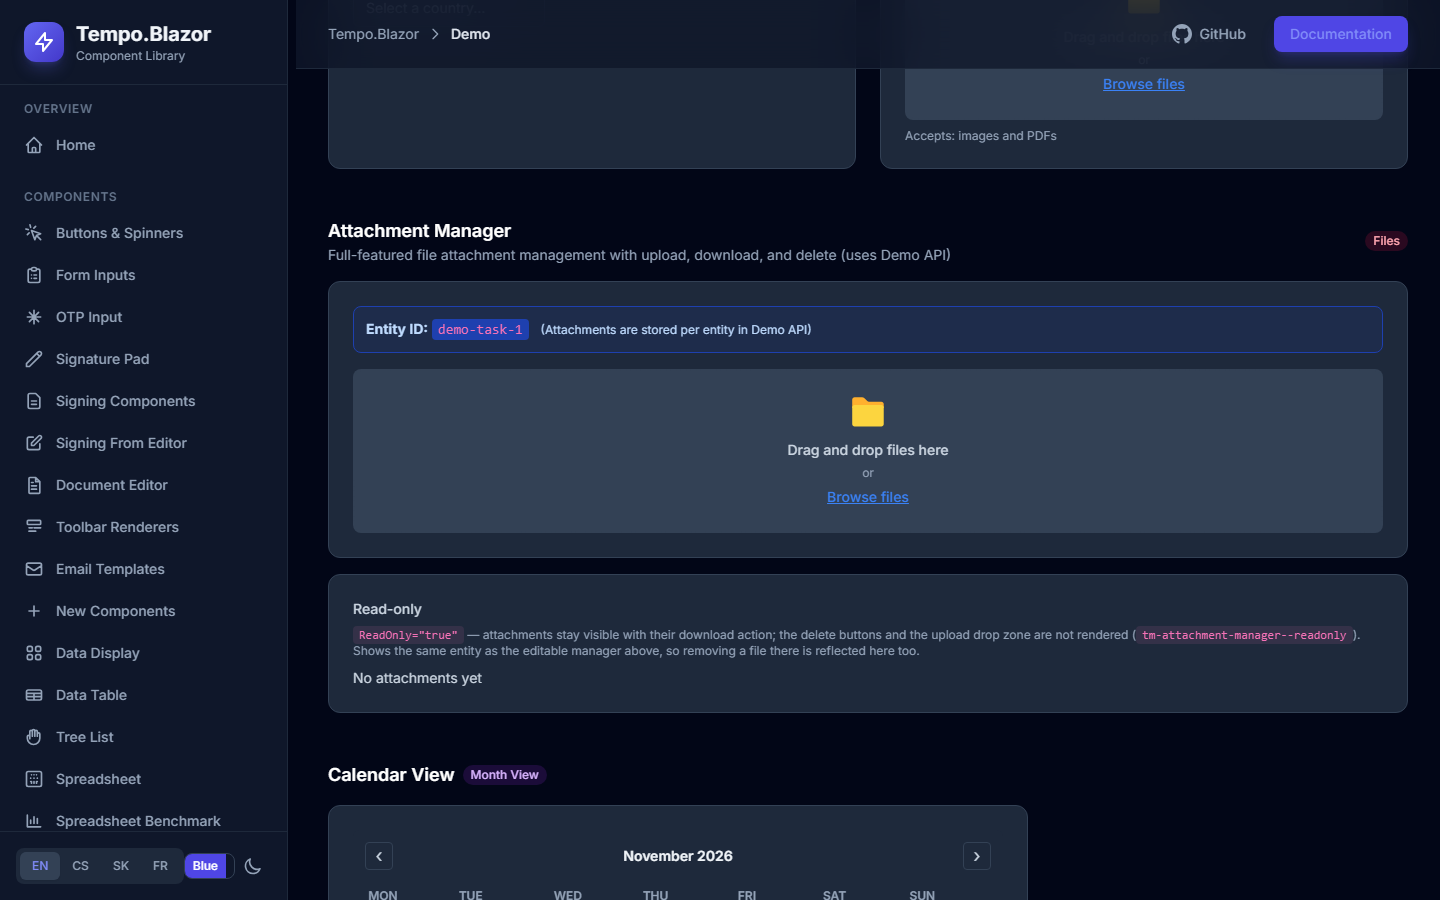 Tempo.Blazor
Component Library
OVERVIEW
Home
COMPONENTS
Buttons & Spinners
Form Inputs
OTP Input
Signature Pad
Signing Components
Signing From Editor
Document Editor
Toolbar Renderers
Email Templates
New Components
Data Display
Data Table
Tree List
Spreadsheet
Spreadsheet Benchmark
EN CS SK FR Blue
Select a country...
Tempo.Blazor > Demo
GitHub
Documentation
Drag and drop
or
Browse files
Accepts: images and PDFs
Attachment Manager
Full-featured file attachment management with upload, download, and delete (uses Demo API)
Files
Entity ID: demo-task-1 (Attachments are stored per entity in Demo API)
Drag and drop files here
or
Browse files
Read-only
ReadOnly="true" — attachments stay visible with their download action; the delete buttons and the upload drop zone are not rendered ( tm-attachment-manager--readonly ).
Shows the same entity as the editable manager above, so removing a file there is reflected here too.
No attachments yet
Calendar View Month View
‹ November 2026 ›
MON TUE WED THU FRI SAT SUN